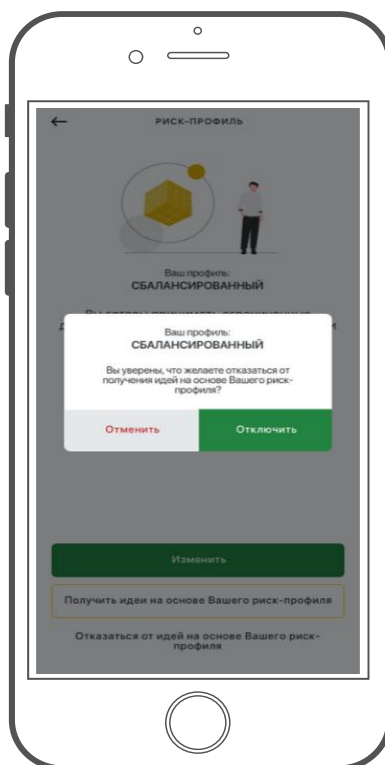 РИСК-ПРОФИЛЬ
Ваш профиль:
СБАЛАНСИРОВАННЫЙ
Ваш профиль:
СБАЛАНСИРОВАННЫЙ
Вы уверены, что желаете отказаться от
получения идей на основе Вашего риск-
профиля?
Отменить
Отключить
Изменить
Получить идеи на основе Вашего риск-профиля
Отказаться от идей на основе Вашего риск-
профиля